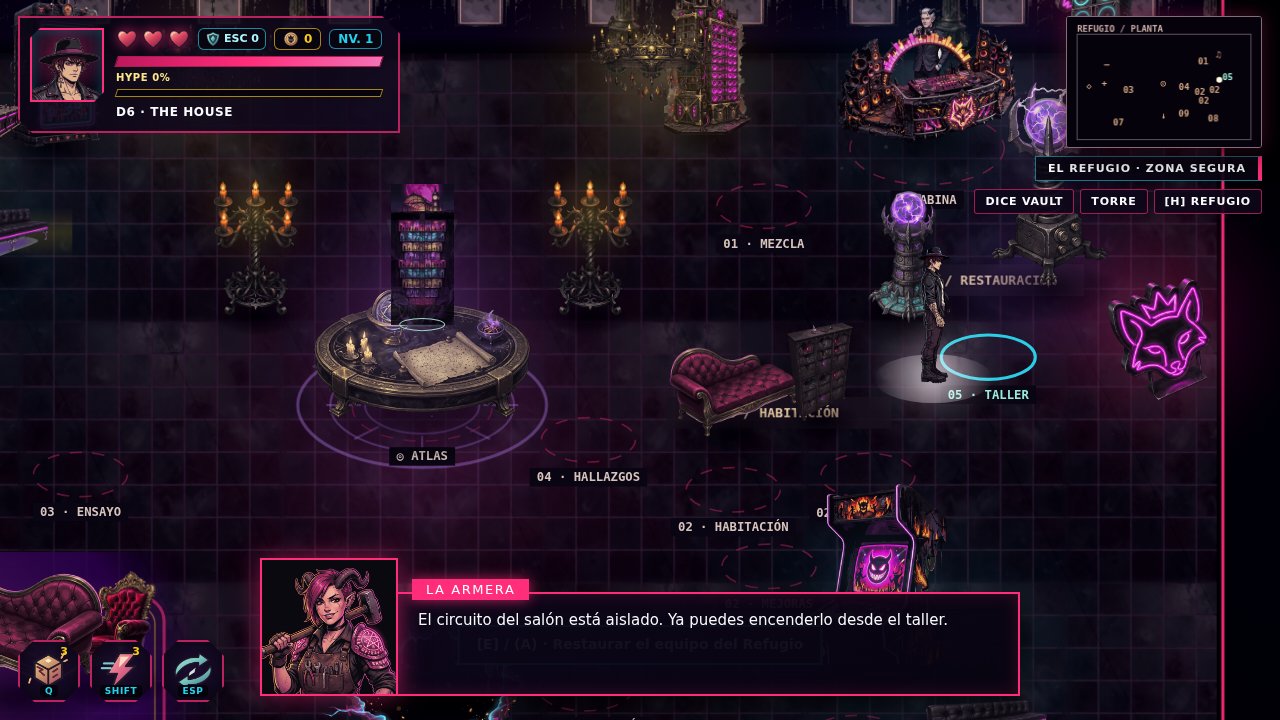 ESC 0
0
NV. 1
HYPE 0%
D6 · THE HOUSE
REFUGIO / PLANTA
01
05
03
04
02
02
02
07
09
08
EL REFUGIO · ZONA SEGURA
DICE VAULT
TORRE
[H] REFUGIO
01 · MEZCLA
/ RESTAURACIÓN
05 · TALLER
/ HABITACIÓN
◎ ATLAS
04 · HALLAZGOS
03 · ENSAYO
02 · HABITACIÓN
02
02 · MEJORAS
LA ARMERA
El circuito del salón está aislado. Ya puedes encenderlo desde el taller.
[E] / (A) · Restaurar el equipo del Refugio
3
Q
3
SHIFT
ESP